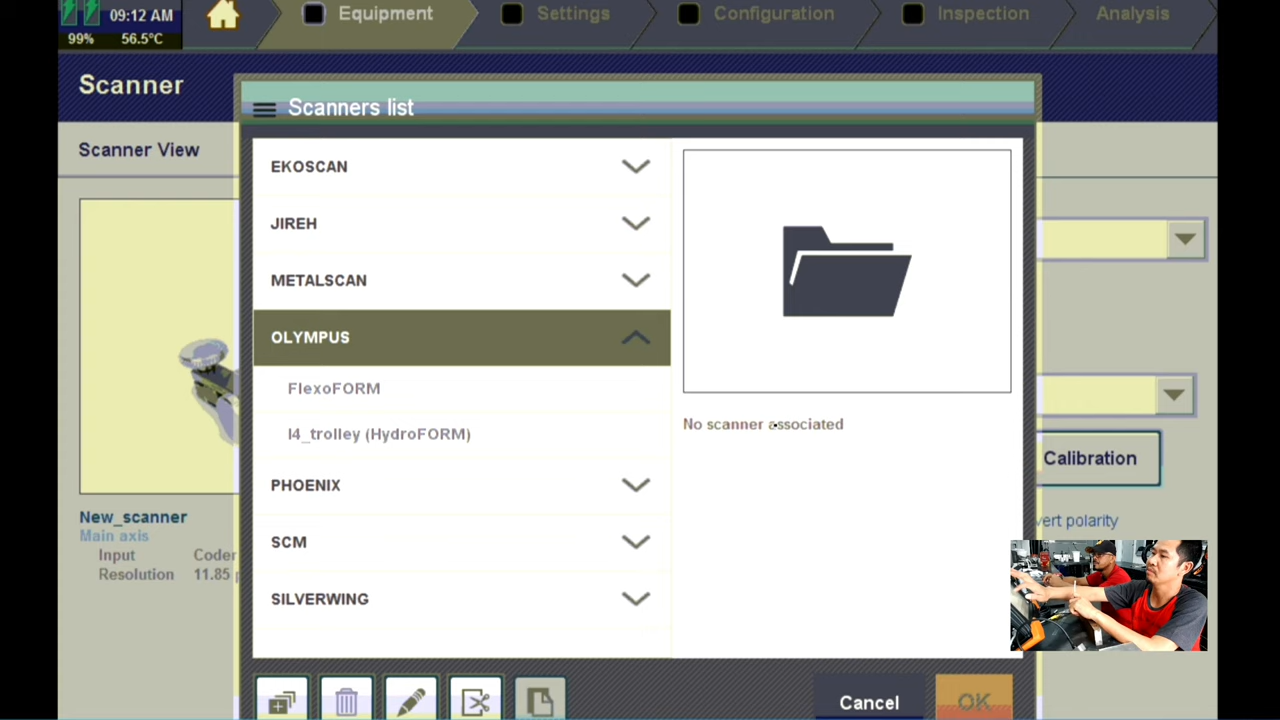 09:12 AM
99% 56.5°C
Equipment
Settings
Configuration
Inspection
Analysis
Scanner
Scanners list
Scanner View
EKOSCAN
JIREH
METALSCAN
OLYMPUS
FlexoFORM
I4_trolley (HydroFORM)
PHOENIX
SCM
SILVERWING
No scanner associated
Calibration
New_scanner
Main axis
Input Coder
Resolution 11.85
vert polarity
Cancel
OK